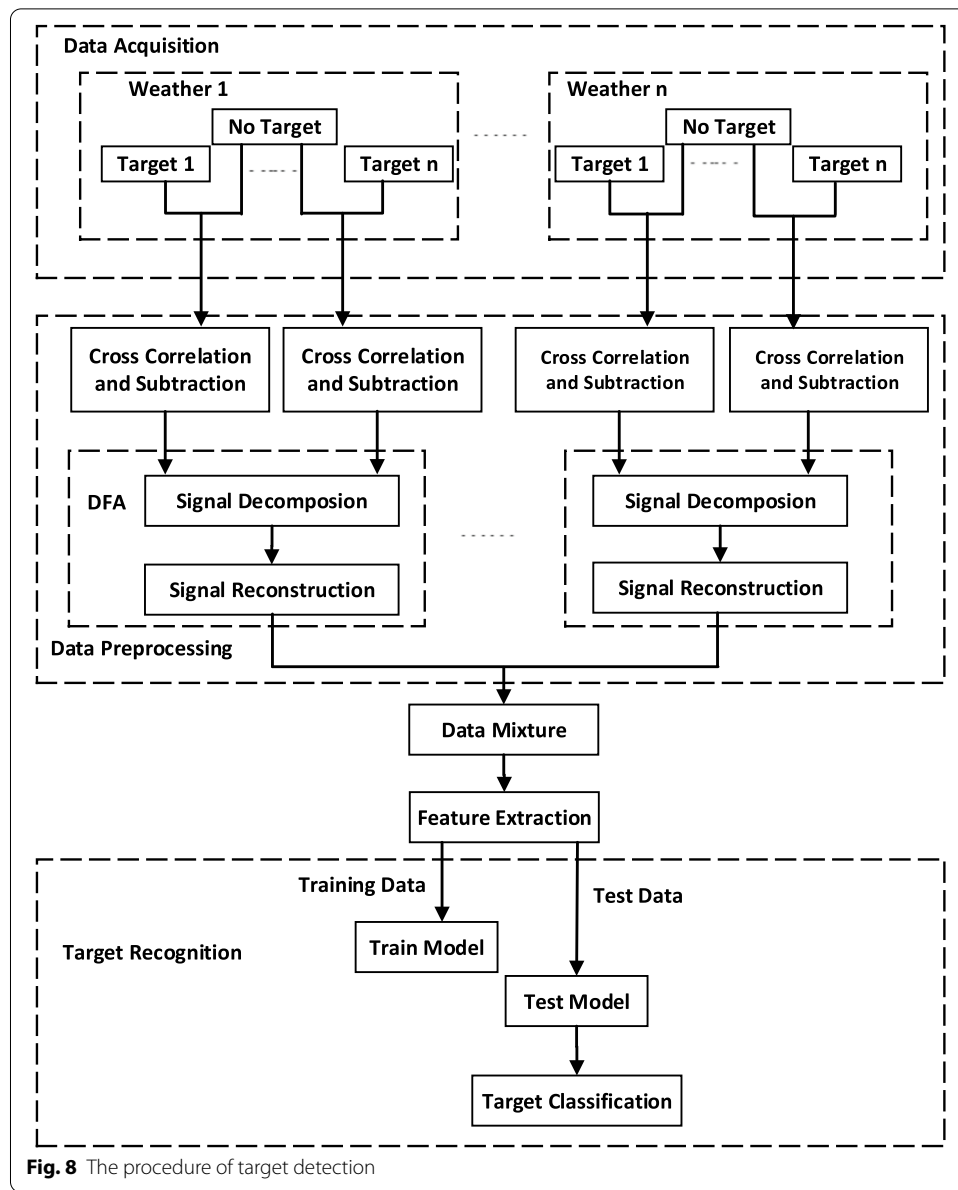 Data Acquisition
Weather 1
No Target
Target 1
Target n
Weather n
No Target
Target 1
Target n
Cross Correlation
and Subtraction
Cross Correlation
and Subtraction
Cross Correlation
and Subtraction
Cross Correlation
and Subtraction
DFA
Signal Decomposion
Signal Reconstruction
Signal Decomposion
Signal Reconstruction
Data Preprocessing
Data Mixture
Feature Extraction
Training Data
Test Data
Train Model
Target Recognition
Test Model
Target Classification
Fig. 8 The procedure of target detection